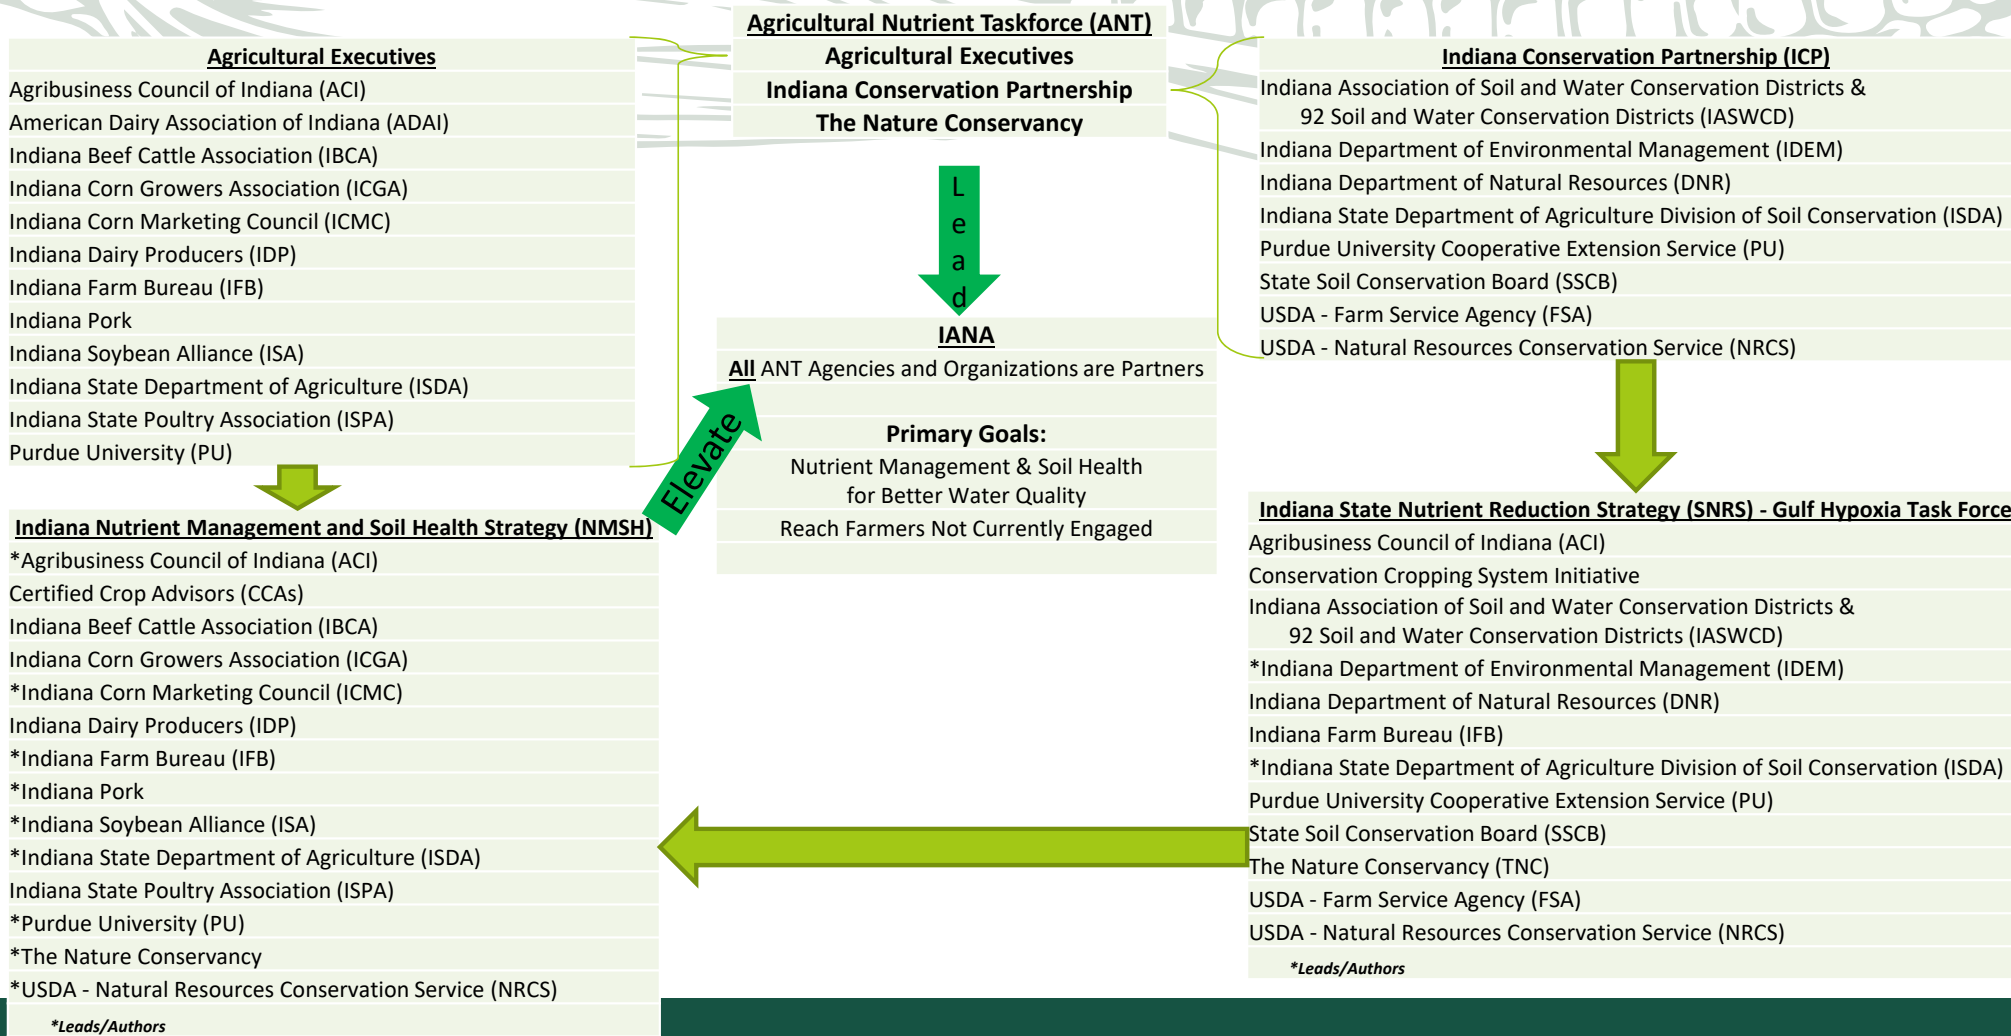 Agricultural Nutrient Taskforce (ANT)
Agricultural Executives
Indiana Conservation Partnership
The Nature Conservancy
Agricultural Executives
Agribusiness Council of Indiana (ACI)
American Dairy Association of Indiana (ADAI)
Indiana Beef Cattle Association (IBCA)
Indiana Corn Growers Association (ICGA)
Indiana Corn Marketing Council (ICMC)
Indiana Dairy Producers (IDP)
Indiana Farm Bureau (IFB)
Indiana Pork
Indiana Soybean Alliance (ISA)
Indiana State Department of Agriculture (ISDA)
Indiana State Poultry Association (ISPA)
Purdue University (PU)
Indiana Conservation Partnership (ICP)
Indiana Association of Soil and Water Conservation Districts &
92 Soil and Water Conservation Districts (IASWCD)
Indiana Department of Environmental Management (IDEM)
Indiana Department of Natural Resources (DNR)
Indiana State Department of Agriculture Division of Soil Conservation (ISDA)
Purdue University Cooperative Extension Service (PU)
State Soil Conservation Board (SSCB)
USDA - Farm Service Agency (FSA)
USDA - Natural Resources Conservation Service (NRCS)
Lead
IANA
All ANT Agencies and Organizations are Partners
Primary Goals:
Nutrient Management & Soil Health
for Better Water Quality
Reach Farmers Not Currently Engaged
Elevate
Indiana Nutrient Management and Soil Health Strategy (NMSH)
*Agribusiness Council of Indiana (ACI)
Certified Crop Advisors (CCAs)
Indiana Beef Cattle Association (IBCA)
Indiana Corn Growers Association (ICGA)
*Indiana Corn Marketing Council (ICMC)
Indiana Dairy Producers (IDP)
*Indiana Farm Bureau (IFB)
*Indiana Pork
*Indiana Soybean Alliance (ISA)
*Indiana State Department of Agriculture (ISDA)
Indiana State Poultry Association (ISPA)
*Purdue University (PU)
*The Nature Conservancy
*USDA - Natural Resources Conservation Service (NRCS)
*Leads/Authors
Indiana State Nutrient Reduction Strategy (SNRS) - Gulf Hypoxia Task Force
Agribusiness Council of Indiana (ACI)
Conservation Cropping System Initiative
Indiana Association of Soil and Water Conservation Districts &
92 Soil and Water Conservation Districts (IASWCD)
*Indiana Department of Environmental Management (IDEM)
Indiana Department of Natural Resources (DNR)
Indiana Farm Bureau (IFB)
*Indiana State Department of Agriculture Division of Soil Conservation (ISDA)
Purdue University Cooperative Extension Service (PU)
State Soil Conservation Board (SSCB)
The Nature Conservancy (TNC)
USDA - Farm Service Agency (FSA)
USDA - Natural Resources Conservation Service (NRCS)
*Leads/Authors